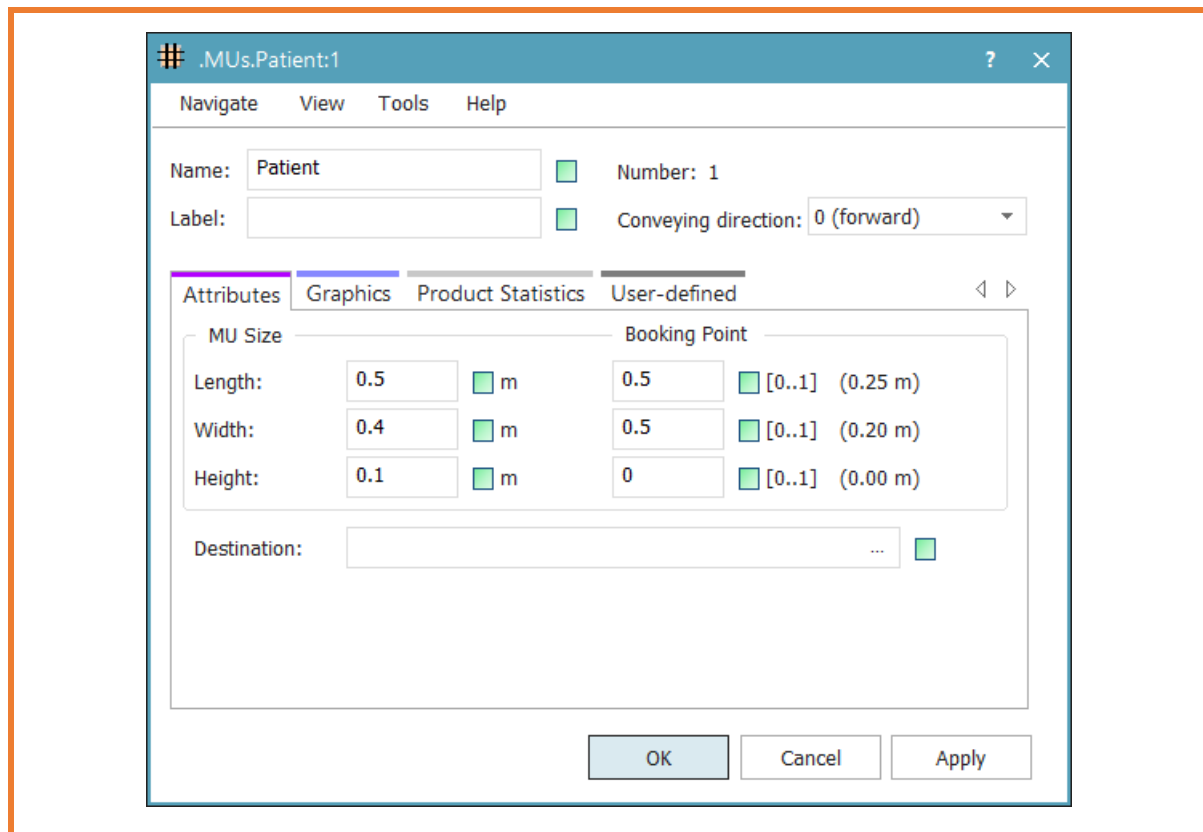 .MUs.Patient:1 ? ×
Navigate View Tools Help
Name: Patient Number: 1
Label: Conveying direction: 0 (forward)
Attributes Graphics Product Statistics User-defined
MU Size Booking Point
Length: 0.5 m 0.5 [0..1] (0.25 m)
Width: 0.4 m 0.5 [0..1] (0.20 m)
Height: 0.1 m 0 [0..1] (0.00 m)
Destination: ...
OK Cancel Apply